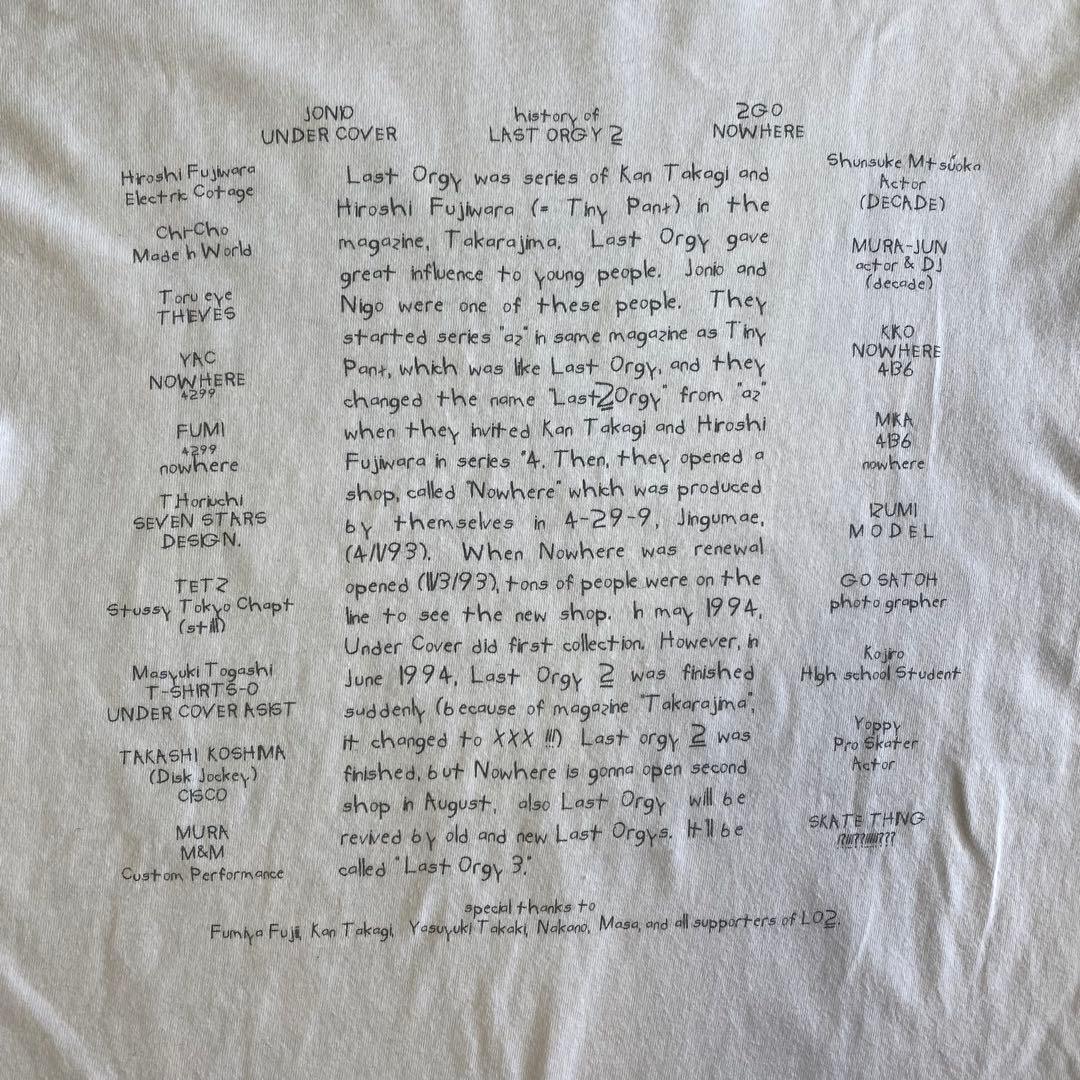 JONIO
UNDER COVER
history of
LAST ORGY 2
2GO
NOWHERE
Hiroshi Fujiwara
Electric Cotage
Chi-Cho
Made in World
Toru eye
THEVES
YAC
NOWHERE
4299
FUMI
4299
nowhere
T Horiuchi
SEVEN STARS
DESIGN.
TETZ
Stussy Tokyo Chapt
(still)
Masyuki Togashi
T-SHIRTS-O
UNDER COVER ASIST
TAKASHI KOSHMA
(Disk Jockey)
CISCO
MURA
M&M
Custom Performance
Last Orgy was series of Kan Takagi and
Hiroshi Fujiwara (= Tiny Pant) in the
magazine, Takarajima. Last Orgy gave
great influence to young people. Jonio and
Nigo were one of these people. They
started series "az" in same magazine as Tiny
Pant, which was like Last Orgy, and they
changed the name "Last 2 Orgy" from "az"
when they invited Kan Takagi and Hiroshi
Fujiwara in series "4. Then, they opened a
shop, called "Nowhere" which was produced
by themselves in 4-29-9, Jingumae,
(4/1/93). When Nowhere was renewal
opened (11/3/93), tons of people were on the
line to see the new shop. In may 1994,
Under Cover did first collection. However, in
June 1994, Last Orgy 2 was finished
suddenly (because of magazine "Takarajima",
it changed to XXX !!!) Last orgy 2 was
finished, but Nowhere is gonna open second
shop in August, also Last Orgy will be
revived by old and new Last Orgys. It'll be
called "Last Orgy 3."
Shunsuke Mtsuoka
Actor
(DECADE)
MURA-JUN
actor & DJ
(decade)
KKO
NOWHERE
4136
MKA
4136
nowhere
IZUMI
MODEL
GO SATOH
photo grapher
Kojiro
High school Student
Yoppy
Pro Skater
Actor
SKATE THNG
special thanks to
Fumiya Fujii, Kan Takagi, Yasuyuki Takaki, Nakano, Masa, and all supporters of LO2.